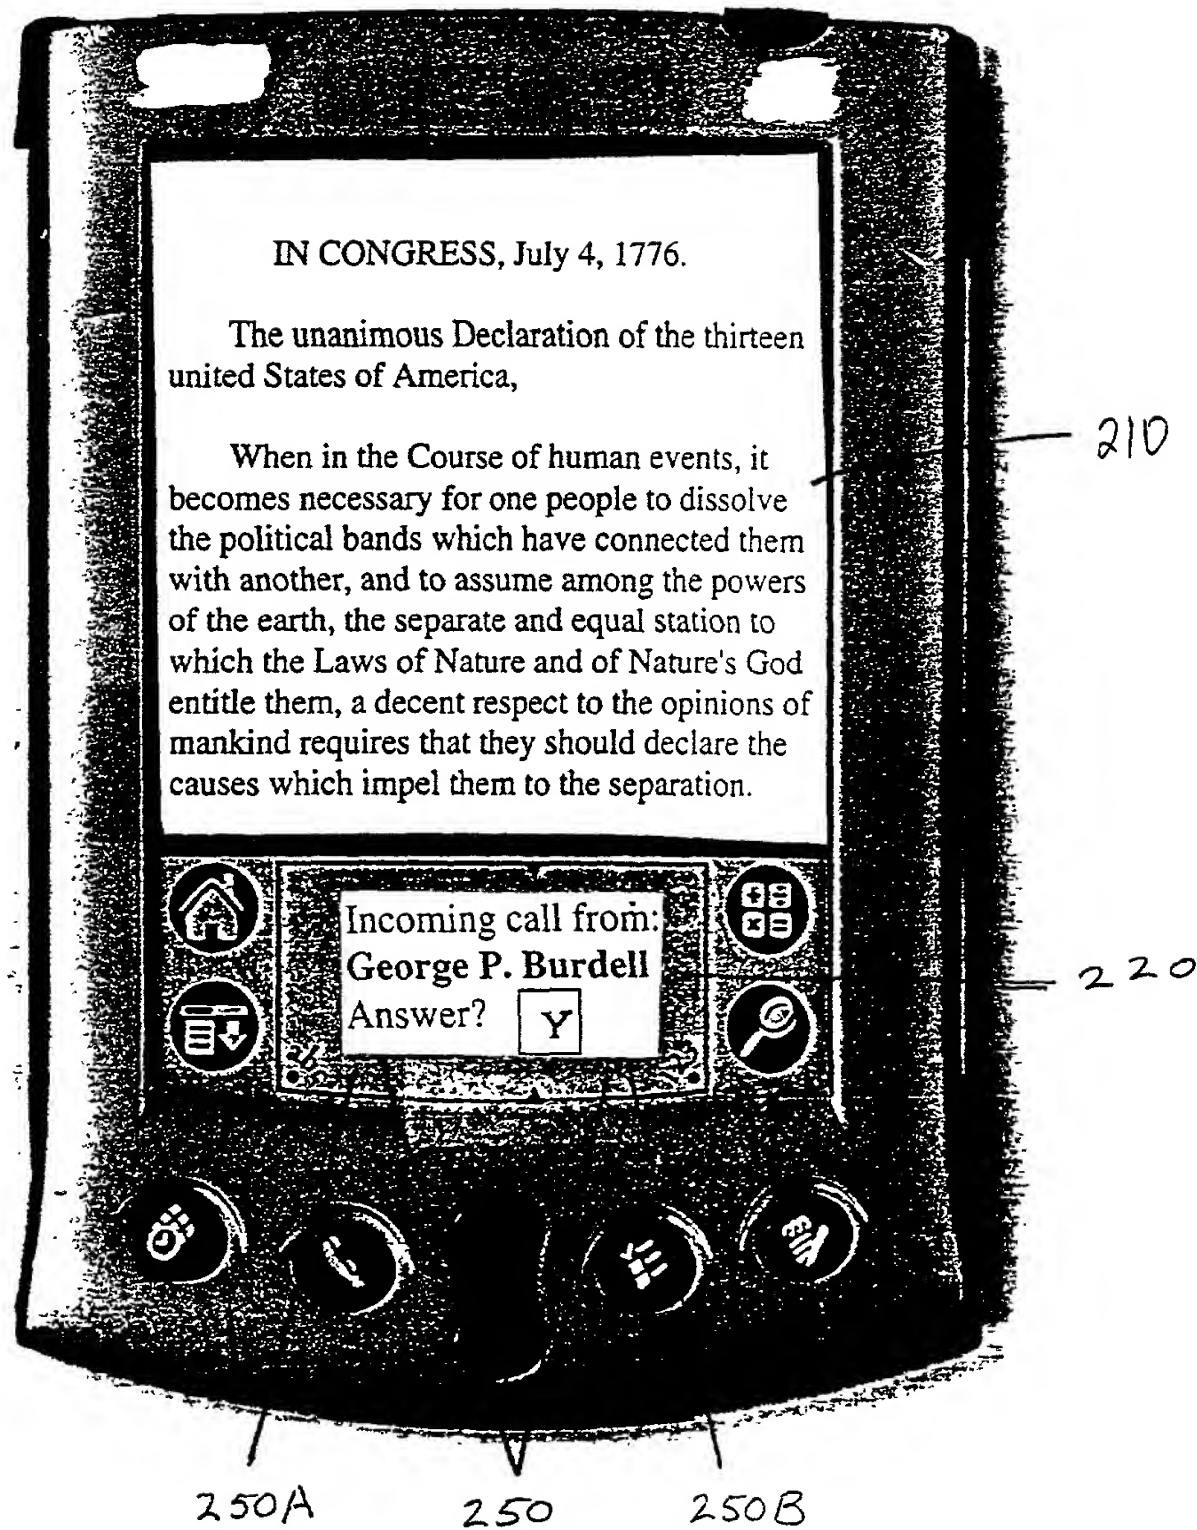 IN CONGRESS, July 4, 1776.
The unanimous Declaration of the thirteen
united States of America,
When in the Course of human events, it
becomes necessary for one people to dissolve
the political bands which have connected them
with another, and to assume among the powers
of the earth, the separate and equal station to
which the Laws of Nature and of Nature's God
entitle them, a decent respect to the opinions of
mankind requires that they should declare the
causes which impel them to the separation.
210
Incoming call from:
George P. Burdell
Answer? Y
220
250A 250 250B